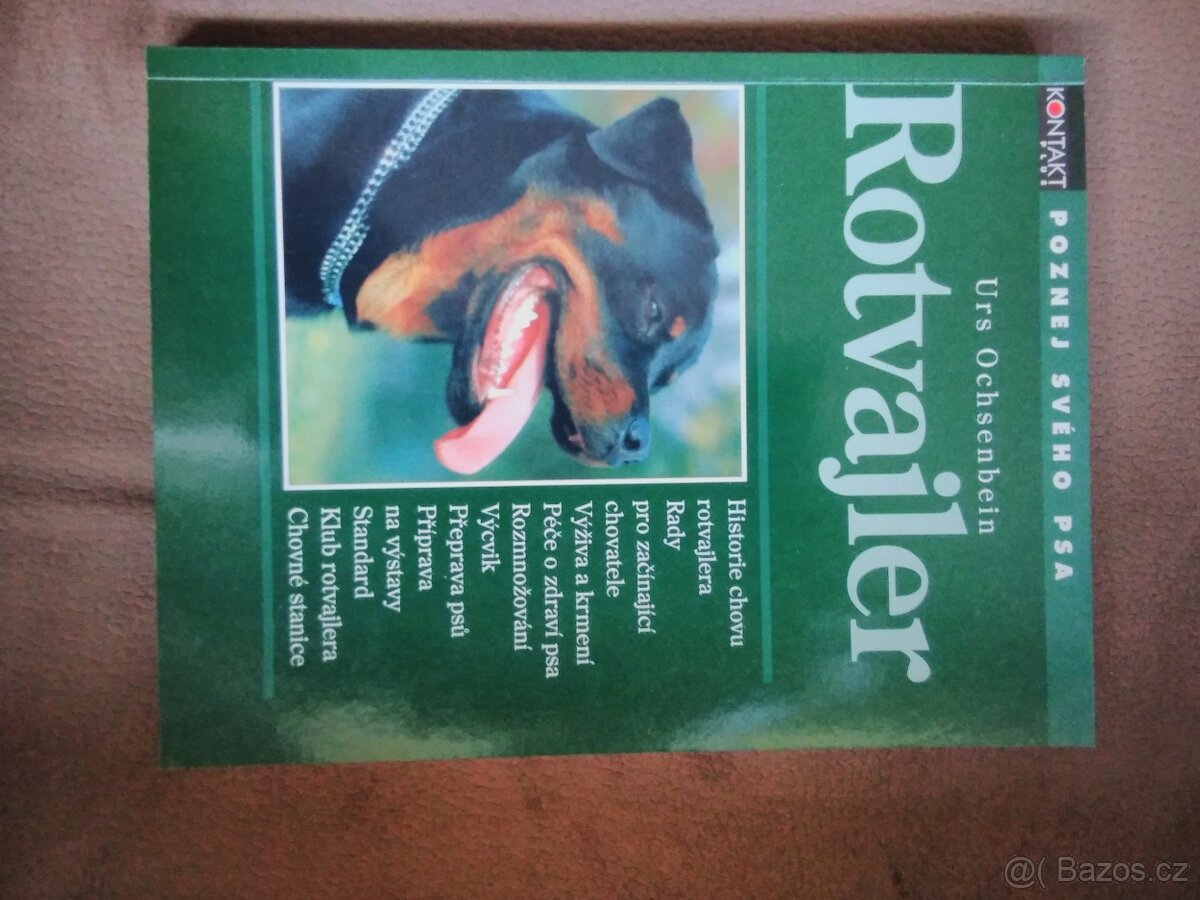 KONTAKT
PLUS
POZNEJ SVÉHO PSA
Urs Ochsenbein
Rotvajler
Historie chovu
rotvajlera
Rady
pro začínající
chovatele
Výživa a krmení
Péče o zdraví psa
Rozmnožování
Výcvik
Přeprava psů
Příprava
na výstavy
Standard
Klub rotvajlera
Chovné stanice
@( Bazos.cz